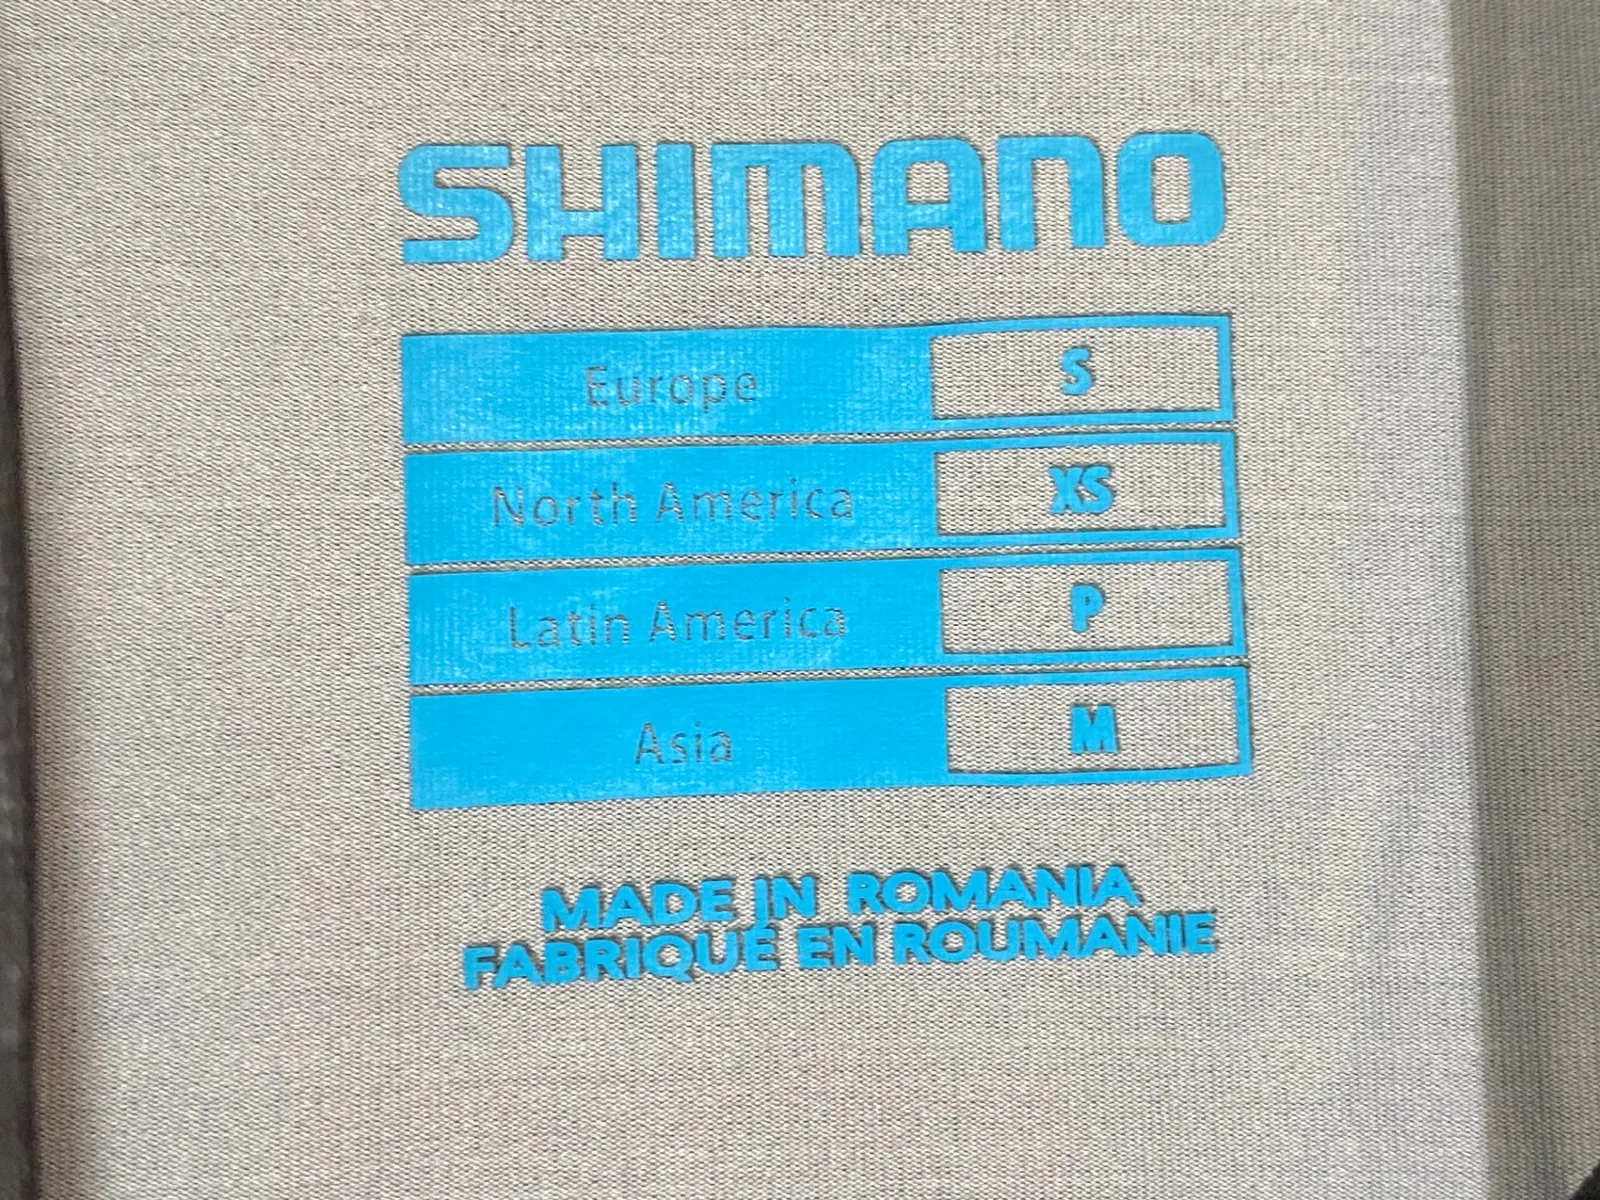 SHIMANO
Europe S
North America XS
Latin America P
Asia M
MADE IN ROMANIA
FABRIQUÉ EN ROUMANIE